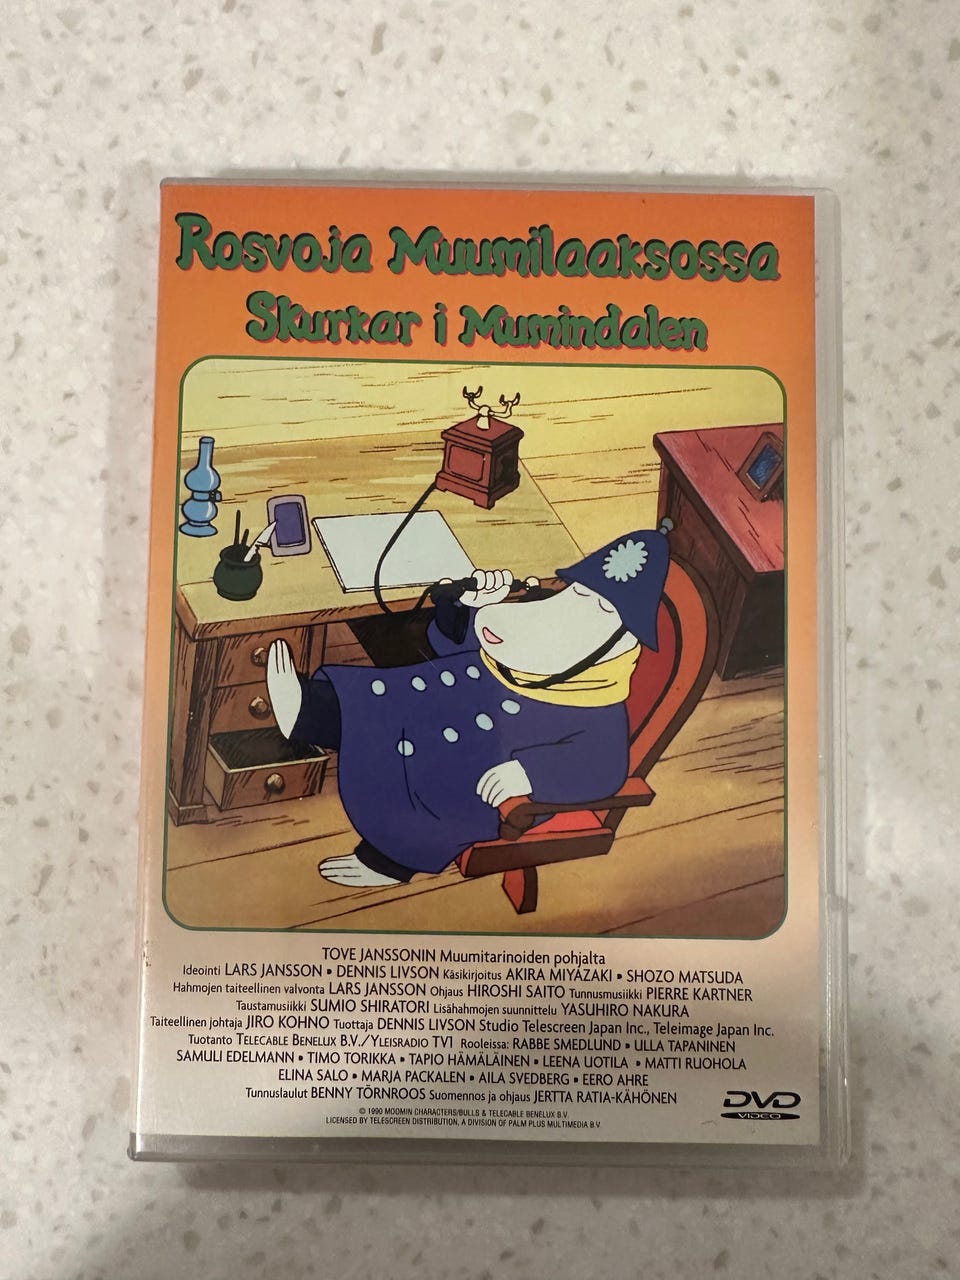 Rosvoja Muumilaaksossa
Skurkar i Mumindalen
TOVE JANSSONIN Muumitarinoiden pohjalta
Ideointi LARS JANSSON • DENNIS LIVSON Käsikirjoitus AKIRA MIYAZAKI • SHOZO MATSUDA
Hahmojen taiteellinen valvonta LARS JANSSON Ohjaus HIROSHI SAITO Tunnusmusiikki PIERRE KARTNER
Taustamusiikki SUMIO SHIRATORI Lisähahmojen suunnittelu YASUHIRO NAKURA
Taiteellinen johtaja JIRO KOHNO Tuottaja DENNIS LIVSON Studio Telescreen Japan Inc., Teleimage Japan Inc.
Tuotanto TELECABLE BENELUX B.V./YLEISRADIO TV1 Rooleissa: RABBE SMEDLUND • ULLA TAPANINEN
SAMULI EDELMANN • TIMO TORIKKA • TAPIO HÄMÄLÄINEN • LEENA UOTILA • MATTI RUOHOLA
ELINA SALO • MARJA PACKALEN • AILA SVEDBERG • EERO AHRE
Tunnuslaulut BENNY TÖRNROOS Suomennos ja ohjaus JERTTA RATIA-KÄHÖNEN
© 1990 MOOMIN CHARACTERS/BULLS & TELECABLE BENELUX B.V.
LICENSED BY TELESCREEN DISTRIBUTION, A DIVISION OF PALM PLUS MULTIMEDIA B.V
DVD
VIDEO